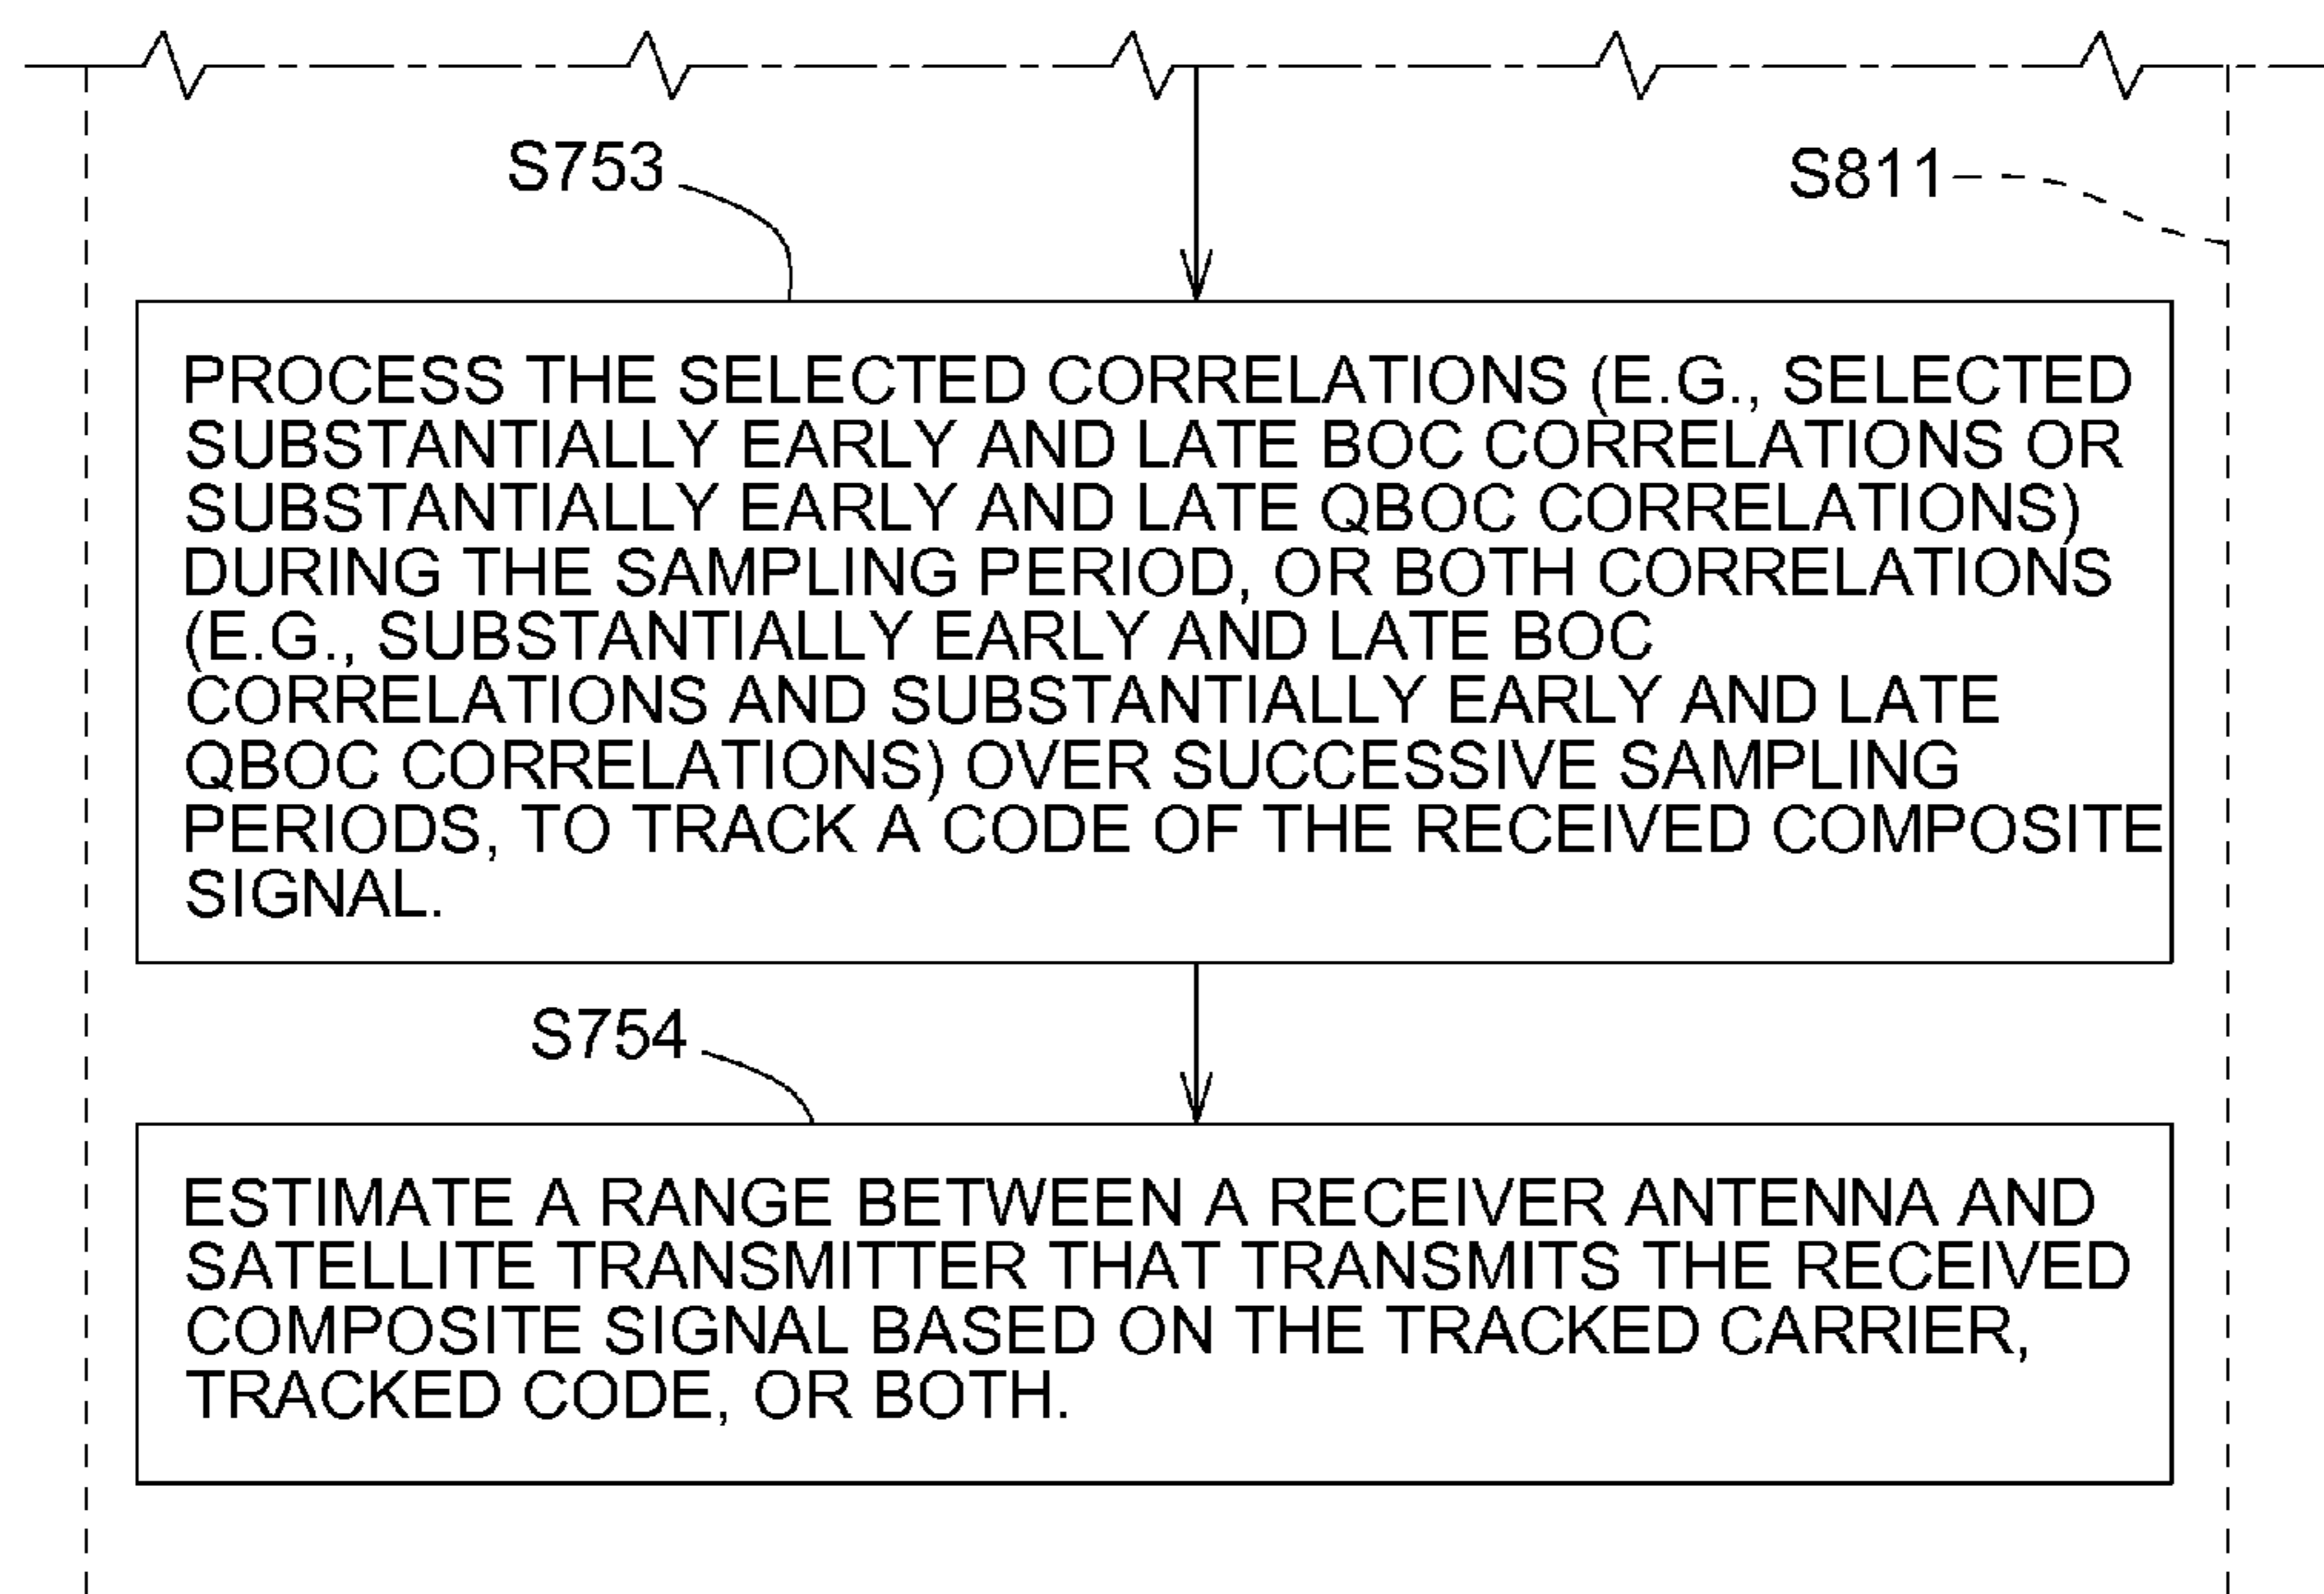 S753
S811
PROCESS THE SELECTED CORRELATIONS (E.G., SELECTED
SUBSTANTIALLY EARLY AND LATE BOC CORRELATIONS OR
SUBSTANTIALLY EARLY AND LATE QBOC CORRELATIONS)
DURING THE SAMPLING PERIOD, OR BOTH CORRELATIONS
(E.G., SUBSTANTIALLY EARLY AND LATE BOC
CORRELATIONS AND SUBSTANTIALLY EARLY AND LATE
QBOC CORRELATIONS) OVER SUCCESSIVE SAMPLING
PERIODS, TO TRACK A CODE OF THE RECEIVED COMPOSITE
SIGNAL.
S754
ESTIMATE A RANGE BETWEEN A RECEIVER ANTENNA AND
SATELLITE TRANSMITTER THAT TRANSMITS THE RECEIVED
COMPOSITE SIGNAL BASED ON THE TRACKED CARRIER,
TRACKED CODE, OR BOTH.